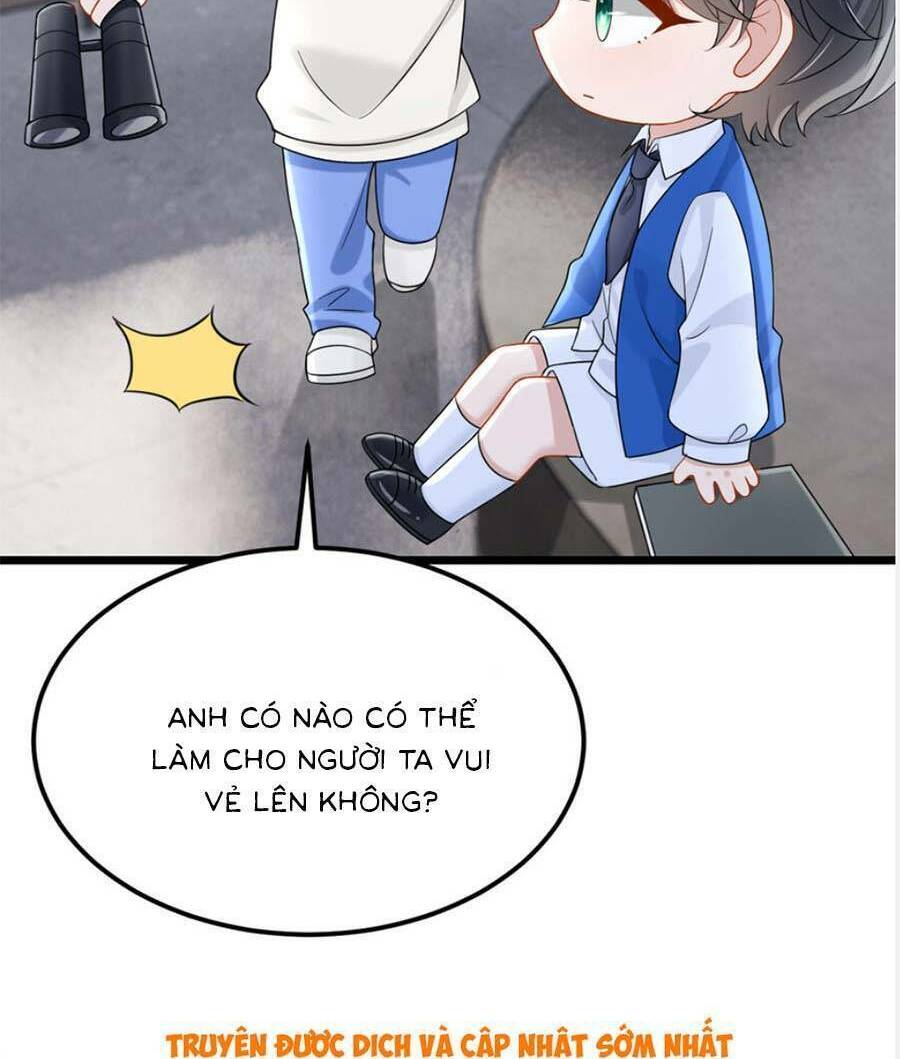 ANH CÓ NÀO CÓ THỂ
LÀM CHO NGƯỜI TA VUI
VẺ LÊN KHÔNG?
TRUYỆN ĐƯỢC DỊCH VÀ CẬP NHẬT SỚM NHẤT